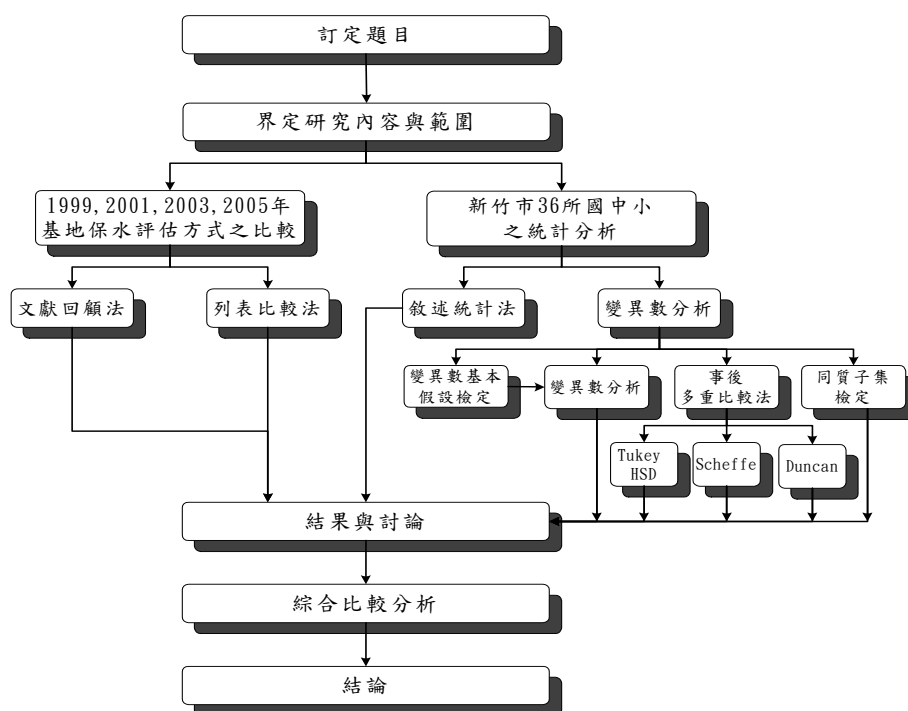 訂定題目
界定研究內容與範圍
1999,2001,2003,2005年
基地保水評估方式之比較
新竹市36所國中小
之統計分析
文獻回顧法
列表比較法
敘述統計法
變異數分析
變異數基本
假設檢定
變異數分析
事後
多重比較法
同質子集
檢定
Tukey
HSD
Scheffe
Duncan
結果與討論
綜合比較分析
結論